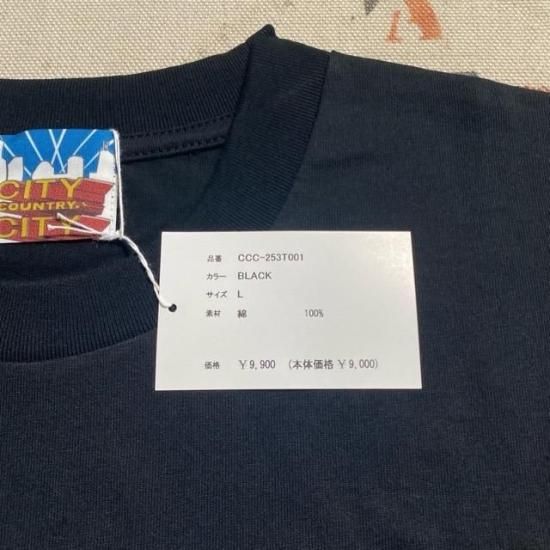 CITY
COUNTRY
CITY
品番 CCC-253T001
カラー BLACK
サイズ L
素材 綿 100%
価格 ￥9,900 (本体価格 ￥9,000)